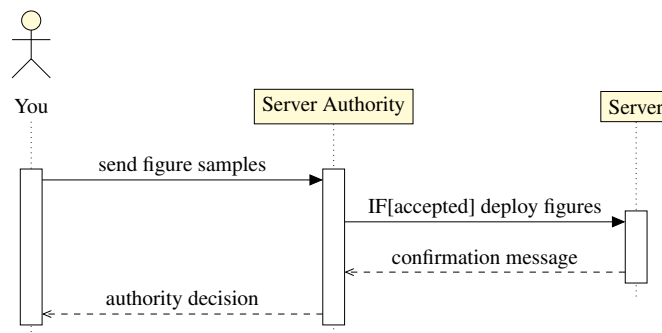 You
Server Authority
Server
send figure samples
IF[accepted] deploy figures
confirmation message
authority decision